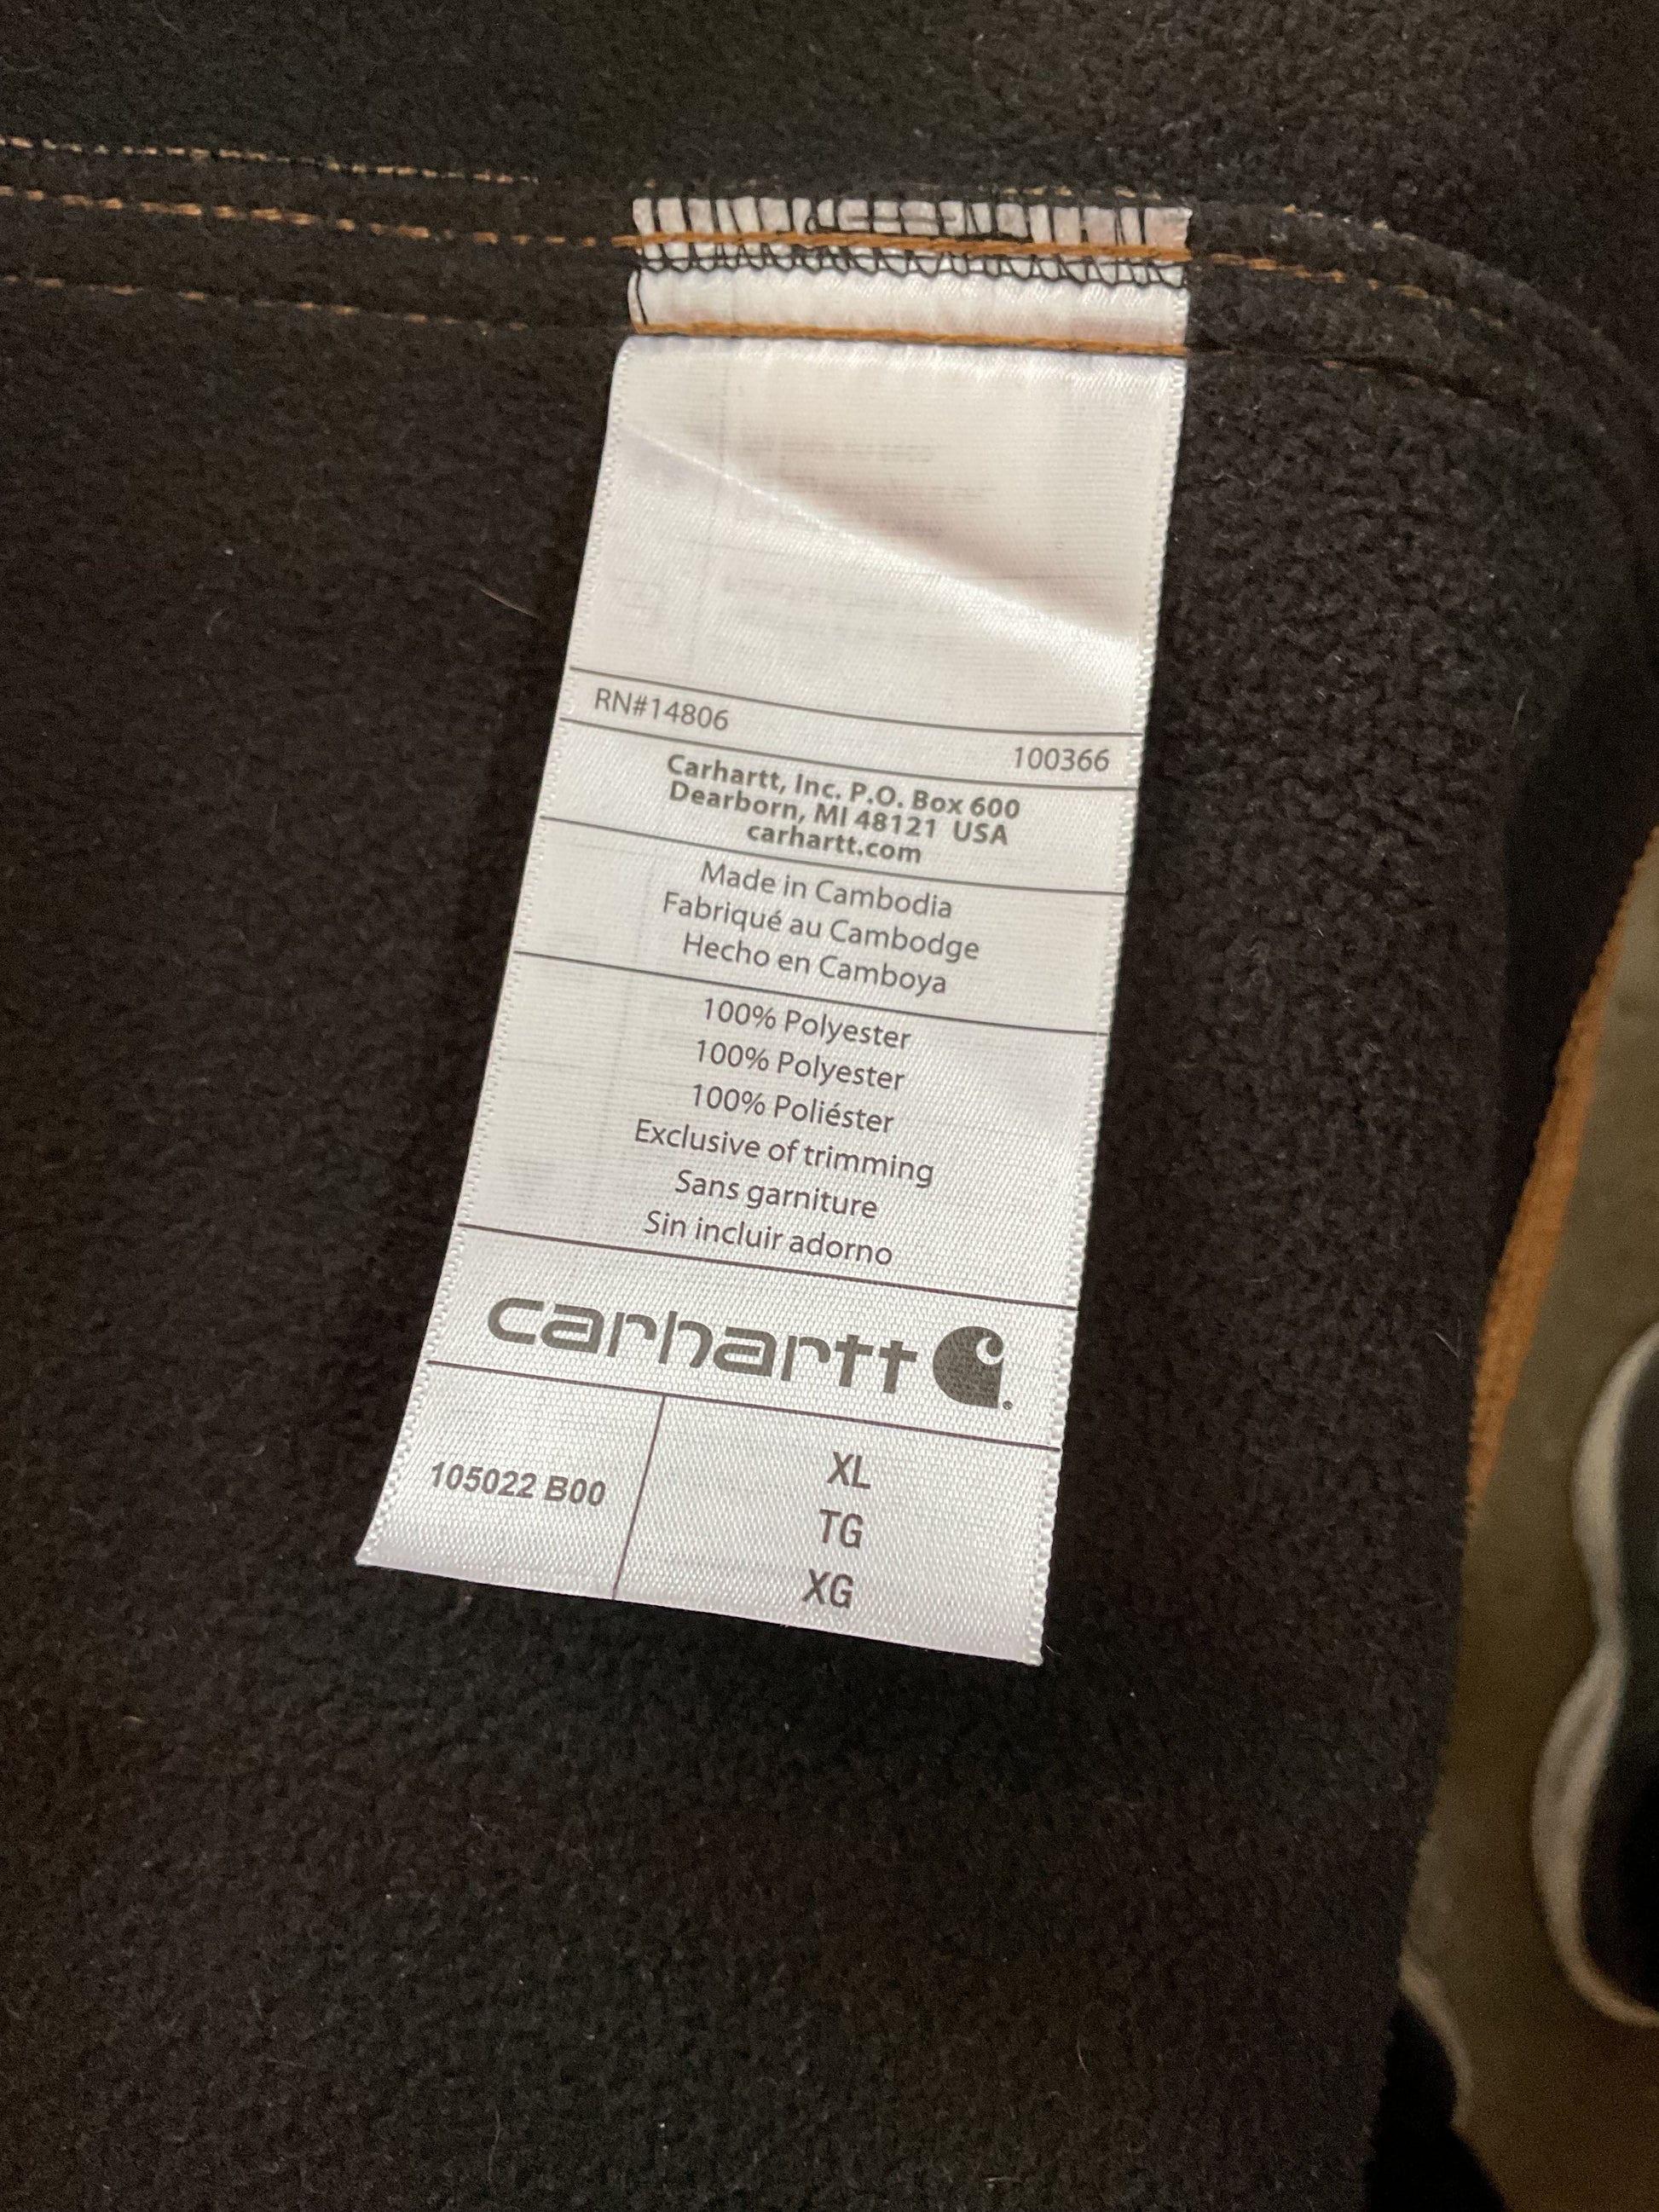 RN#14806
100366
Carhartt, Inc. P.O. Box 600
Dearborn, MI 48121 USA
carhartt.com
Made in Cambodia
Fabriqué au Cambodge
Hecho en Camboya
100% Polyester
100% Polyester
100% Poliéster
Exclusive of trimming
Sans garniture
Sin incluir adorno
carhartt
105022 B00
XL
TG
XG